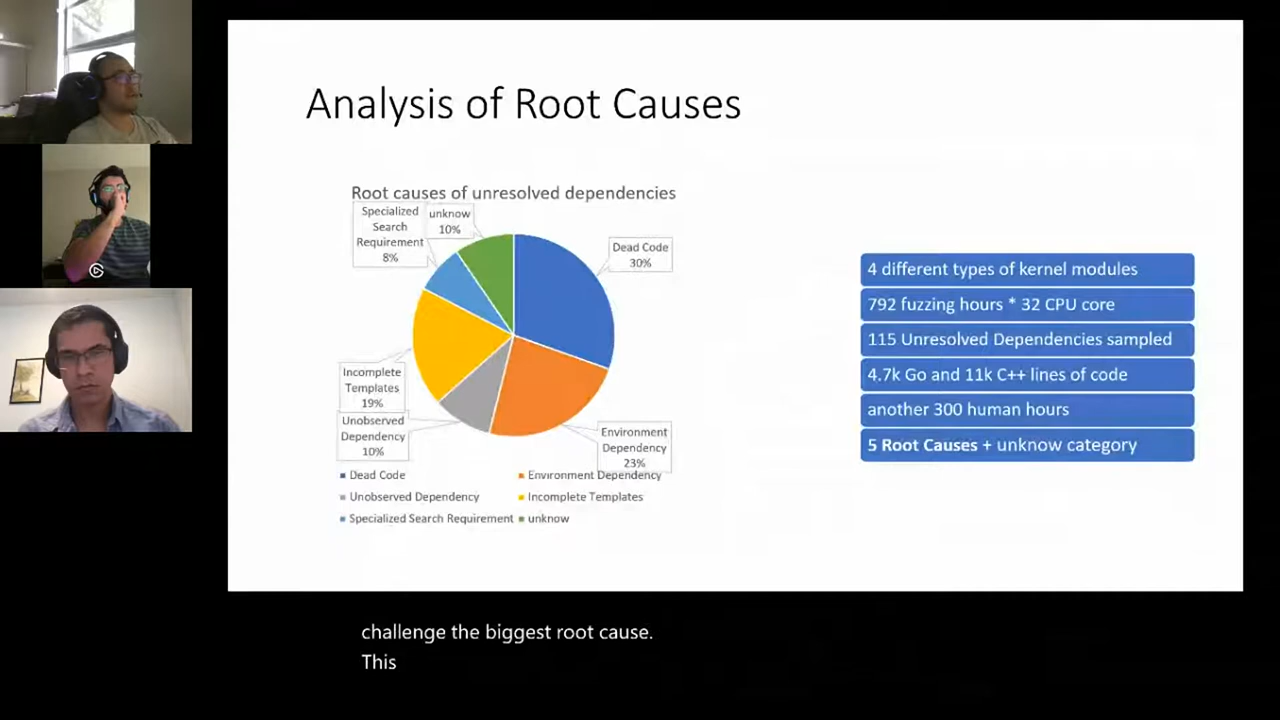 Analysis of Root Causes
Root causes of unresolved dependencies
Specialized
Search
Requirement
8%
unknow
10%
Dead Code
30%
Incomplete
Templates
19%
Unobserved
Dependency
10%
Environment
Dependency
23%
Dead Code
Environment Dependency
Unobserved Dependency
Incomplete Templates
Specialized Search Requirement
unknow
4 different types of kernel modules
792 fuzzing hours * 32 CPU core
115 Unresolved Dependencies sampled
4.7k Go and 11k C++ lines of code
another 300 human hours
5 Root Causes + unknow category
challenge the biggest root cause.
This